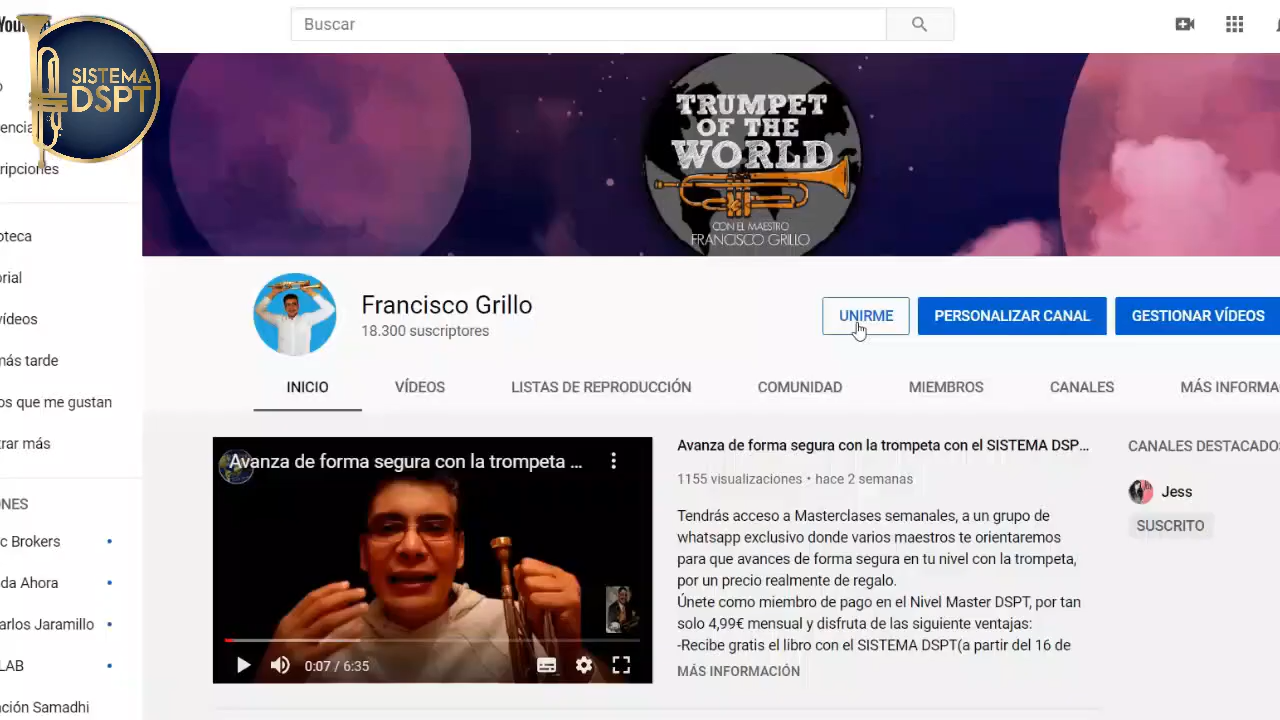 Buscar
SISTEMA
DSPT
TRUMPET
OF THE
WORLD
CON EL MAESTRO
FRANCISCO GRILLO
encia
ripciones
oteca
orial
vídeos
más tarde
os que me gustan
trar más
ONES
c Brokers
da Ahora
arlos Jaramillo
LAB
ción Samadhi
Francisco Grillo
18.300 suscriptores
UNIRME
PERSONALIZAR CANAL
GESTIONAR VÍDEOS
INICIO VÍDEOS LISTAS DE REPRODUCCIÓN COMUNIDAD MIEMBROS CANALES MÁS INFORMA
Avanza de forma segura con la trompeta ...
0:07 / 6:35
Avanza de forma segura con la trompeta con el SISTEMA DSP...
1155 visualizaciones • hace 2 semanas
Tendrás acceso a Masterclases semanales, a un grupo de
whatsapp exclusivo donde varios maestros te orientaremos
para que avances de forma segura en tu nivel con la trompeta,
por un precio realmente de regalo.
Únete como miembro de pago en el Nivel Master DSPT, por tan
solo 4,99€ mensual y disfruta de las siguiente ventajas:
-Recibe gratis el libro con el SISTEMA DSPT(a partir del 16 de
MÁS INFORMACIÓN
CANALES DESTACADOS
Jess
SUSCRITO